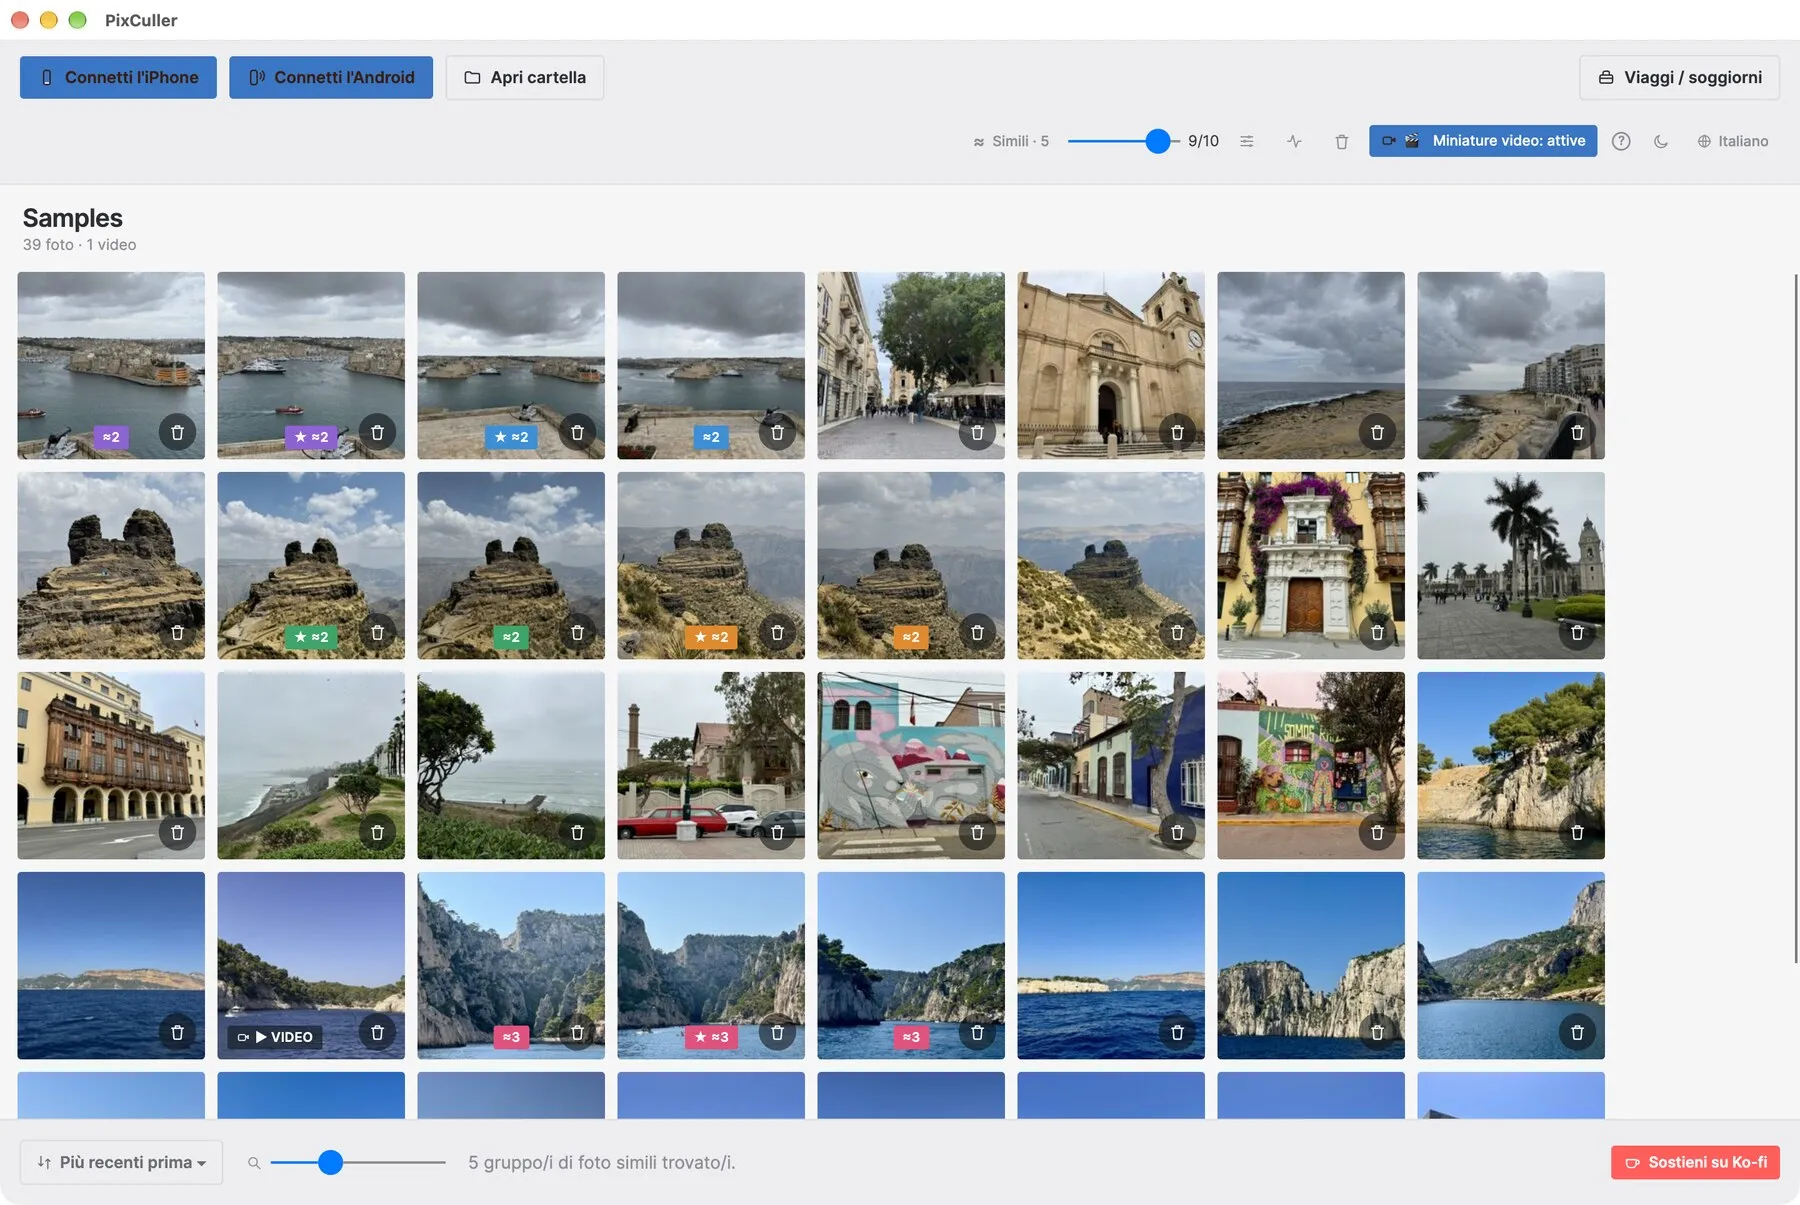 PixCuller
Connetti l'iPhone
Connetti l'Android
Apri cartella
Viaggi / soggiorni
≈ Simili · 5
9/10
Miniature video: attive
Italiano
Samples
39 foto · 1 video
≈2
★ ≈2
★ ≈2
≈2
★ ≈2
≈2
★ ≈2
≈2
SOMOS
VIDEO
≈3
★ ≈3
≈3
Più recenti prima
5 gruppo/i di foto simili trovato/i.
Sostieni su Ko-fi